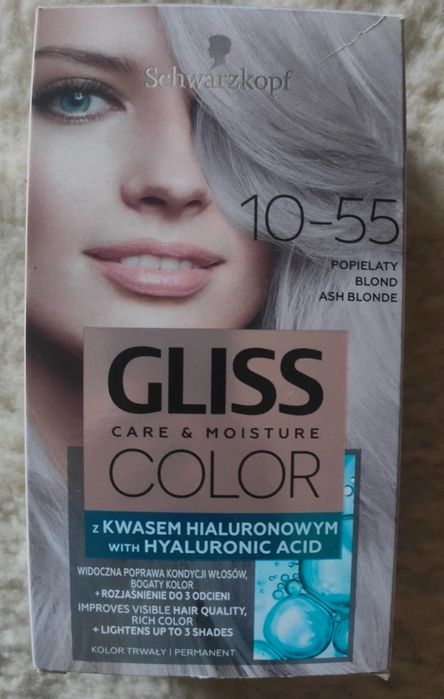 Schwarzkopf
10-55
POPIELATY
BLOND
ASH BLONDE
GLISS
CARE & MOISTURE
COLOR
z KWASEM HIALURONOWYM
WITH HYALURONIC ACID
WIDOCZNA POPRAWA KONDYCJI WŁOSÓW,
BOGATY KOLOR
+ ROZJAŚNIENIE DO 3 ODCIENI
IMPROVES VISIBLE HAIR QUALITY,
RICH COLOR
+ LIGHTENS UP TO 3 SHADES
KOLOR TRWAŁY | PERMANENT